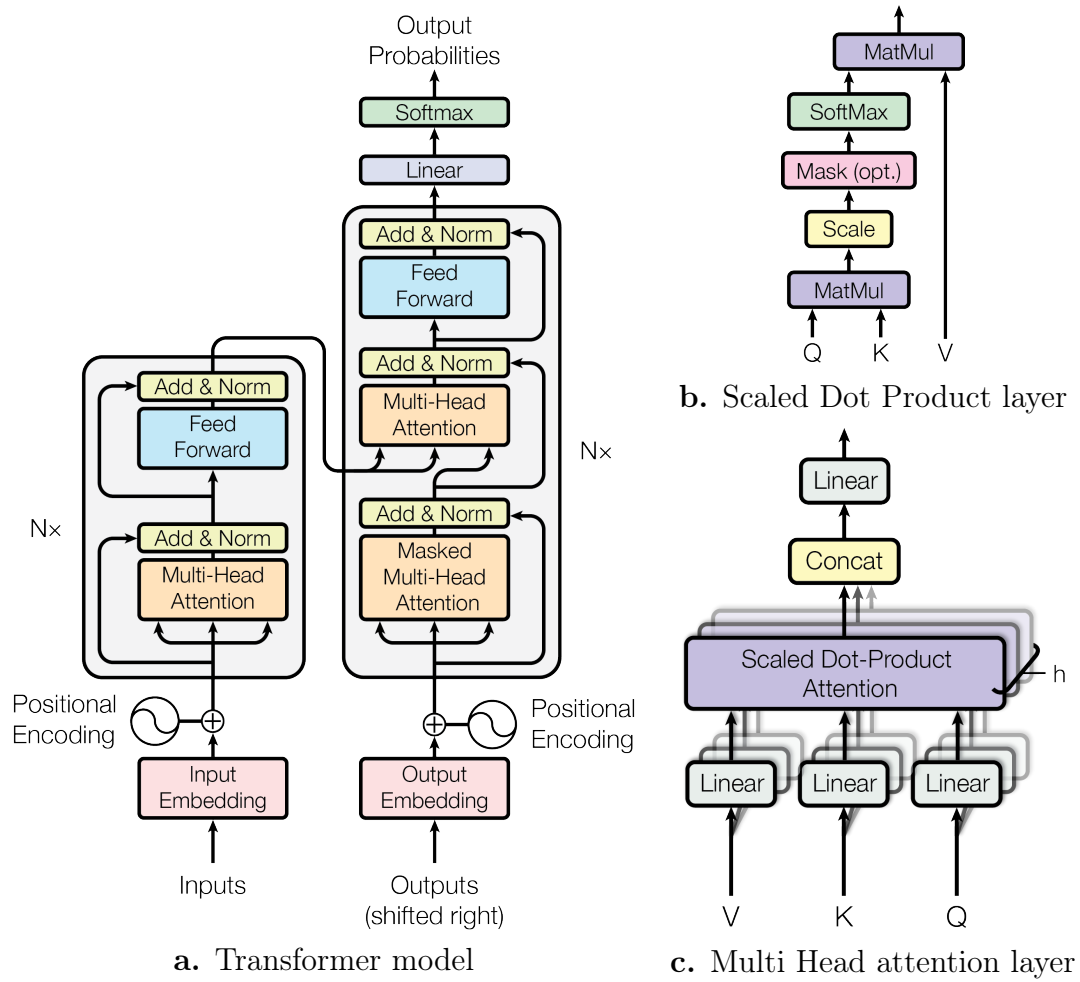 Output
Probabilities
Softmax
Linear
Add & Norm
Feed
Forward
Add & Norm
Multi-Head
Attention
Add & Norm
Masked
Multi-Head
Attention
Nx
Add & Norm
Feed
Forward
Add & Norm
Multi-Head
Attention
Nx
Positional
Encoding
Positional
Encoding
Input
Embedding
Output
Embedding
Inputs
Outputs
(shifted right)
a. Transformer model
MatMul
SoftMax
Mask (opt.)
Scale
MatMul
Q K V
b. Scaled Dot Product layer
Linear
Concat
Scaled Dot-Product
Attention
h
Linear Linear Linear
V K Q
c. Multi Head attention layer